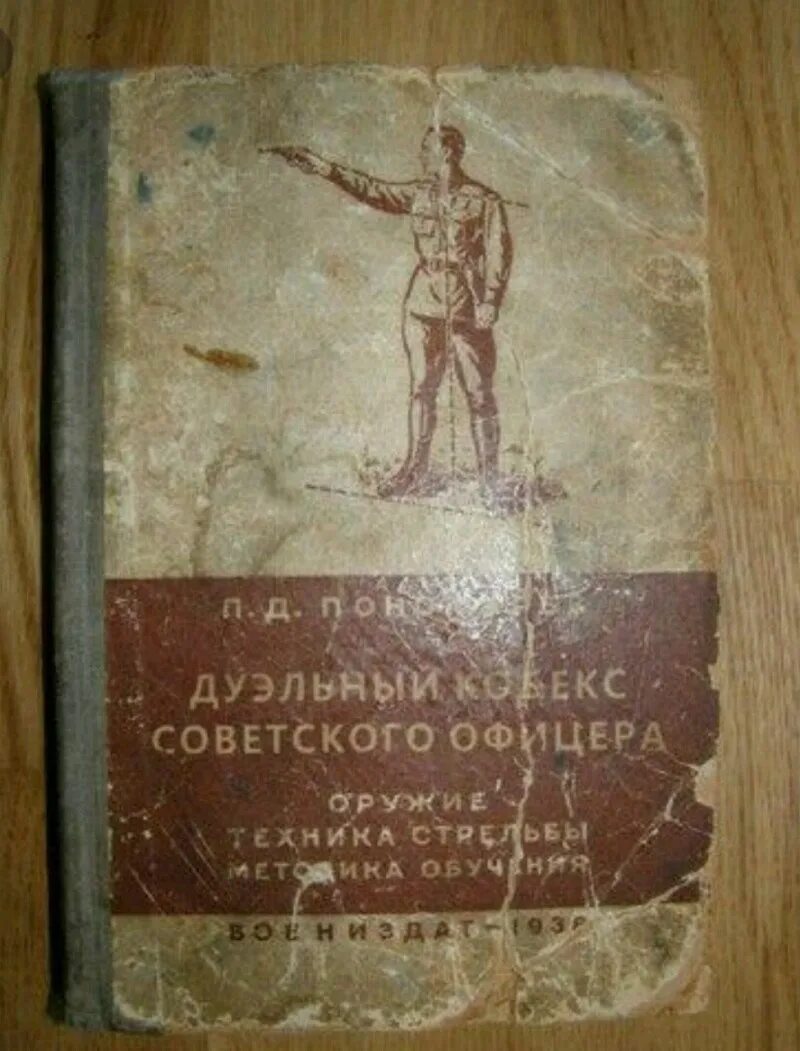 П.Д.
ДУЭЛЬНЫЙ КОДЕКС
СОВЕТСКОГО ОФИЦЕРА
ОРУЖИЕ
ТЕХНИКА СТРЕЛЬБЫ
МЕТОДИКА ОБУЧЕНИЯ
ВОЕНИЗДАТ-1938